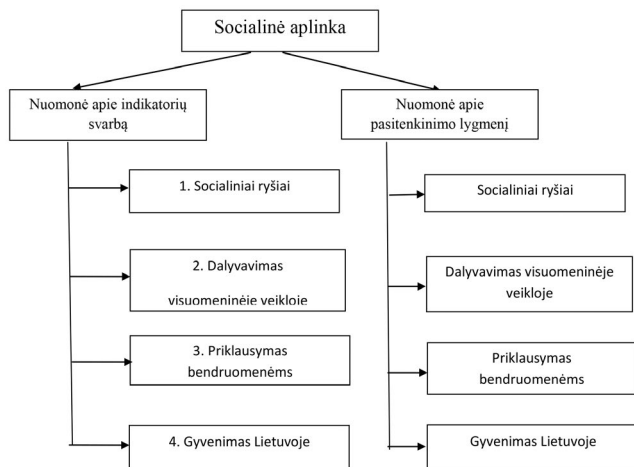 Socialinė aplinka
Nuomonė apie indikatorių
svarbą
1. Socialiniai ryšiai
2. Dalyvavimas
visuomeninėje veikloje
3. Priklausymas
bendruomenėms
4. Gyvenimas Lietuvoje
Nuomonė apie
pasitenkinimo lygmenį
Socialiniai ryšiai
Dalyvavimas visuomeninėje
veikloje
Priklausymas
bendruomenėms
Gyvenimas Lietuvoje